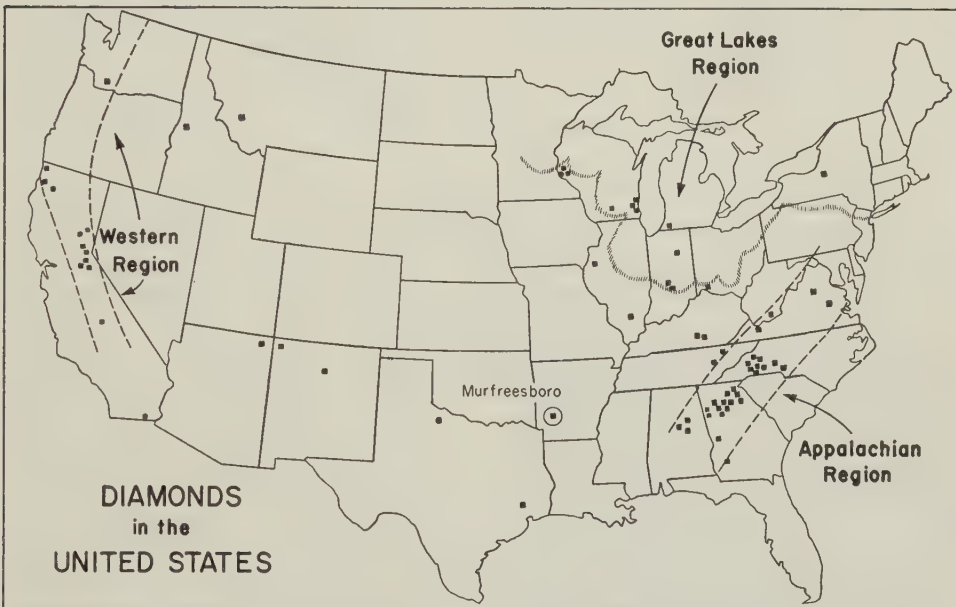 Great Lakes
Region
Western
Region
Murfreesboro
Appalachian
Region
DIAMONDS
in the
UNITED STATES